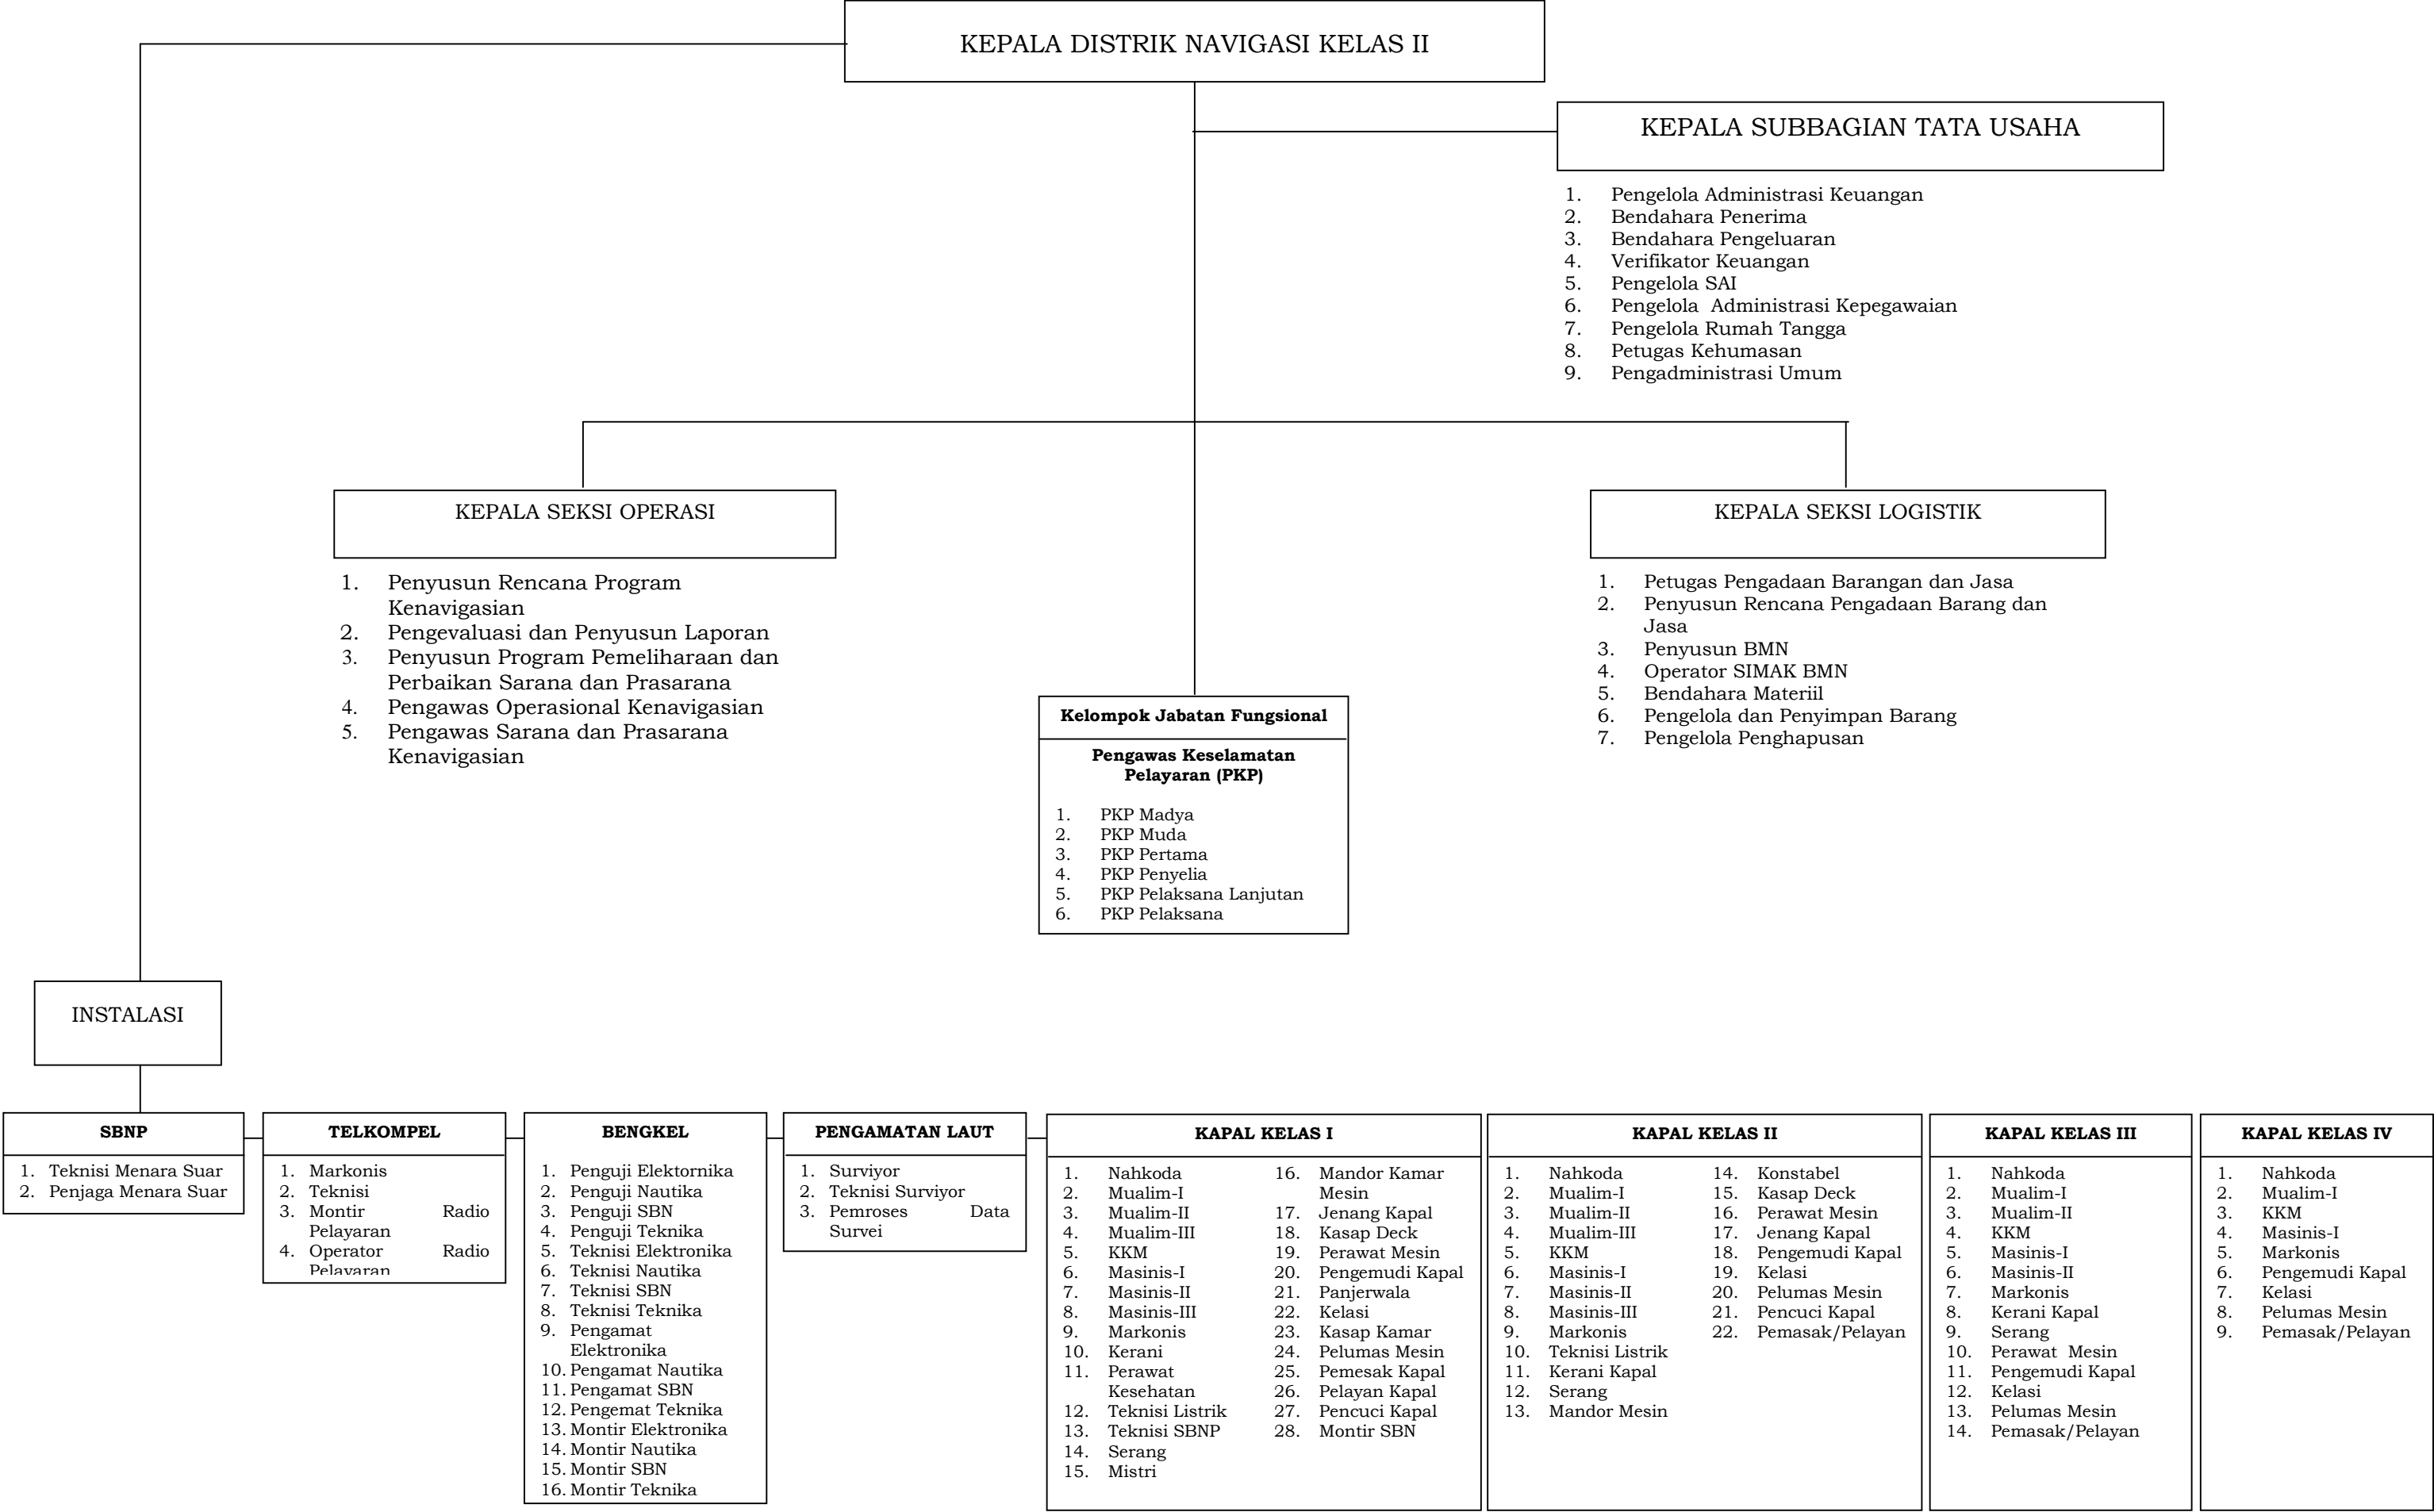 KEPALA DISTRIK NAVIGASI KELAS II
KEPALA SUBBAGIAN TATA USAHA
1. Pengelola Administrasi Keuangan
2. Bendahara Penerima
3. Bendahara Pengeluaran
4. Verifikator Keuangan
5. Pengelola SAI
6. Pengelola Administrasi Kepegawaian
7. Pengelola Rumah Tangga
8. Petugas Kehumasan
9. Pengadministrasi Umum
KEPALA SEKSI OPERASI
1. Penyusun Rencana Program
Kenavigasian
2. Pengevaluasi dan Penyusun Laporan
3. Penyusun Program Pemeliharaan dan
Perbaikan Sarana dan Prasarana
4. Pengawas Operasional Kenavigasian
5. Pengawas Sarana dan Prasarana
Kenavigasian
KEPALA SEKSI LOGISTIK
1. Petugas Pengadaan Barangan dan Jasa
2. Penyusun Rencana Pengadaan Barang dan
Jasa
3. Penyusun BMN
4. Operator SIMAK BMN
5. Bendahara Materiil
6. Pengelola dan Penyimpan Barang
7. Pengelola Penghapusan
Kelompok Jabatan Fungsional
Pengawas Keselamatan
Pelayaran (PKP)
1. PKP Madya
2. PKP Muda
3. PKP Pertama
4. PKP Penyelia
5. PKP Pelaksana Lanjutan
6. PKP Pelaksana
INSTALASI
SBNP
1. Teknisi Menara Suar
2. Penjaga Menara Suar
TELKOMPEL
1. Markonis
2. Teknisi
3. Montir Radio
Pelayaran
4. Operator Radio
Pelayaran
BENGKEL
1. Penguji Elektornika
2. Penguji Nautika
3. Penguji SBN
4. Penguji Teknika
5. Teknisi Elektronika
6. Teknisi Nautika
7. Teknisi SBN
8. Teknisi Teknika
9. Pengamat
Elektronika
10. Pengamat Nautika
11. Pengamat SBN
12. Pengemat Teknika
13. Montir Elektronika
14. Montir Nautika
15. Montir SBN
16. Montir Teknika
PENGAMATAN LAUT
1. Surviyor
2. Teknisi Surviyor
3. Pemroses Data
Survei
KAPAL KELAS I
1. Nahkoda
2. Mualim-I
3. Mualim-II
4. Mualim-III
5. KKM
6. Masinis-I
7. Masinis-II
8. Masinis-III
9. Markonis
10. Kerani
11. Perawat
Kesehatan
12. Teknisi Listrik
13. Teknisi SBNP
14. Serang
15. Mistri
16. Mandor Kamar
Mesin
17. Jenang Kapal
18. Kasap Deck
19. Perawat Mesin
20. Pengemudi Kapal
21. Panjerwala
22. Kelasi
23. Kasap Kamar
24. Pelumas Mesin
25. Pemesak Kapal
26. Pelayan Kapal
27. Pencuci Kapal
28. Montir SBN
KAPAL KELAS II
1. Nahkoda
2. Mualim-I
3. Mualim-II
4. Mualim-III
5. KKM
6. Masinis-I
7. Masinis-II
8. Masinis-III
9. Markonis
10. Teknisi Listrik
11. Kerani Kapal
12. Serang
13. Mandor Mesin
14. Konstabel
15. Kasap Deck
16. Perawat Mesin
17. Jenang Kapal
18. Pengemudi Kapal
19. Kelasi
20. Pelumas Mesin
21. Pencuci Kapal
22. Pemasak/Pelayan
KAPAL KELAS III
1. Nahkoda
2. Mualim-I
3. Mualim-II
4. KKM
5. Masinis-I
6. Masinis-II
7. Markonis
8. Kerani Kapal
9. Serang
10. Perawat Mesin
11. Pengemudi Kapal
12. Kelasi
13. Pelumas Mesin
14. Pemasak/Pelayan
KAPAL KELAS IV
1. Nahkoda
2. Mualim-I
3. KKM
4. Masinis-I
5. Markonis
6. Pengemudi Kapal
7. Kelasi
8. Pelumas Mesin
9. Pemasak/Pelayan